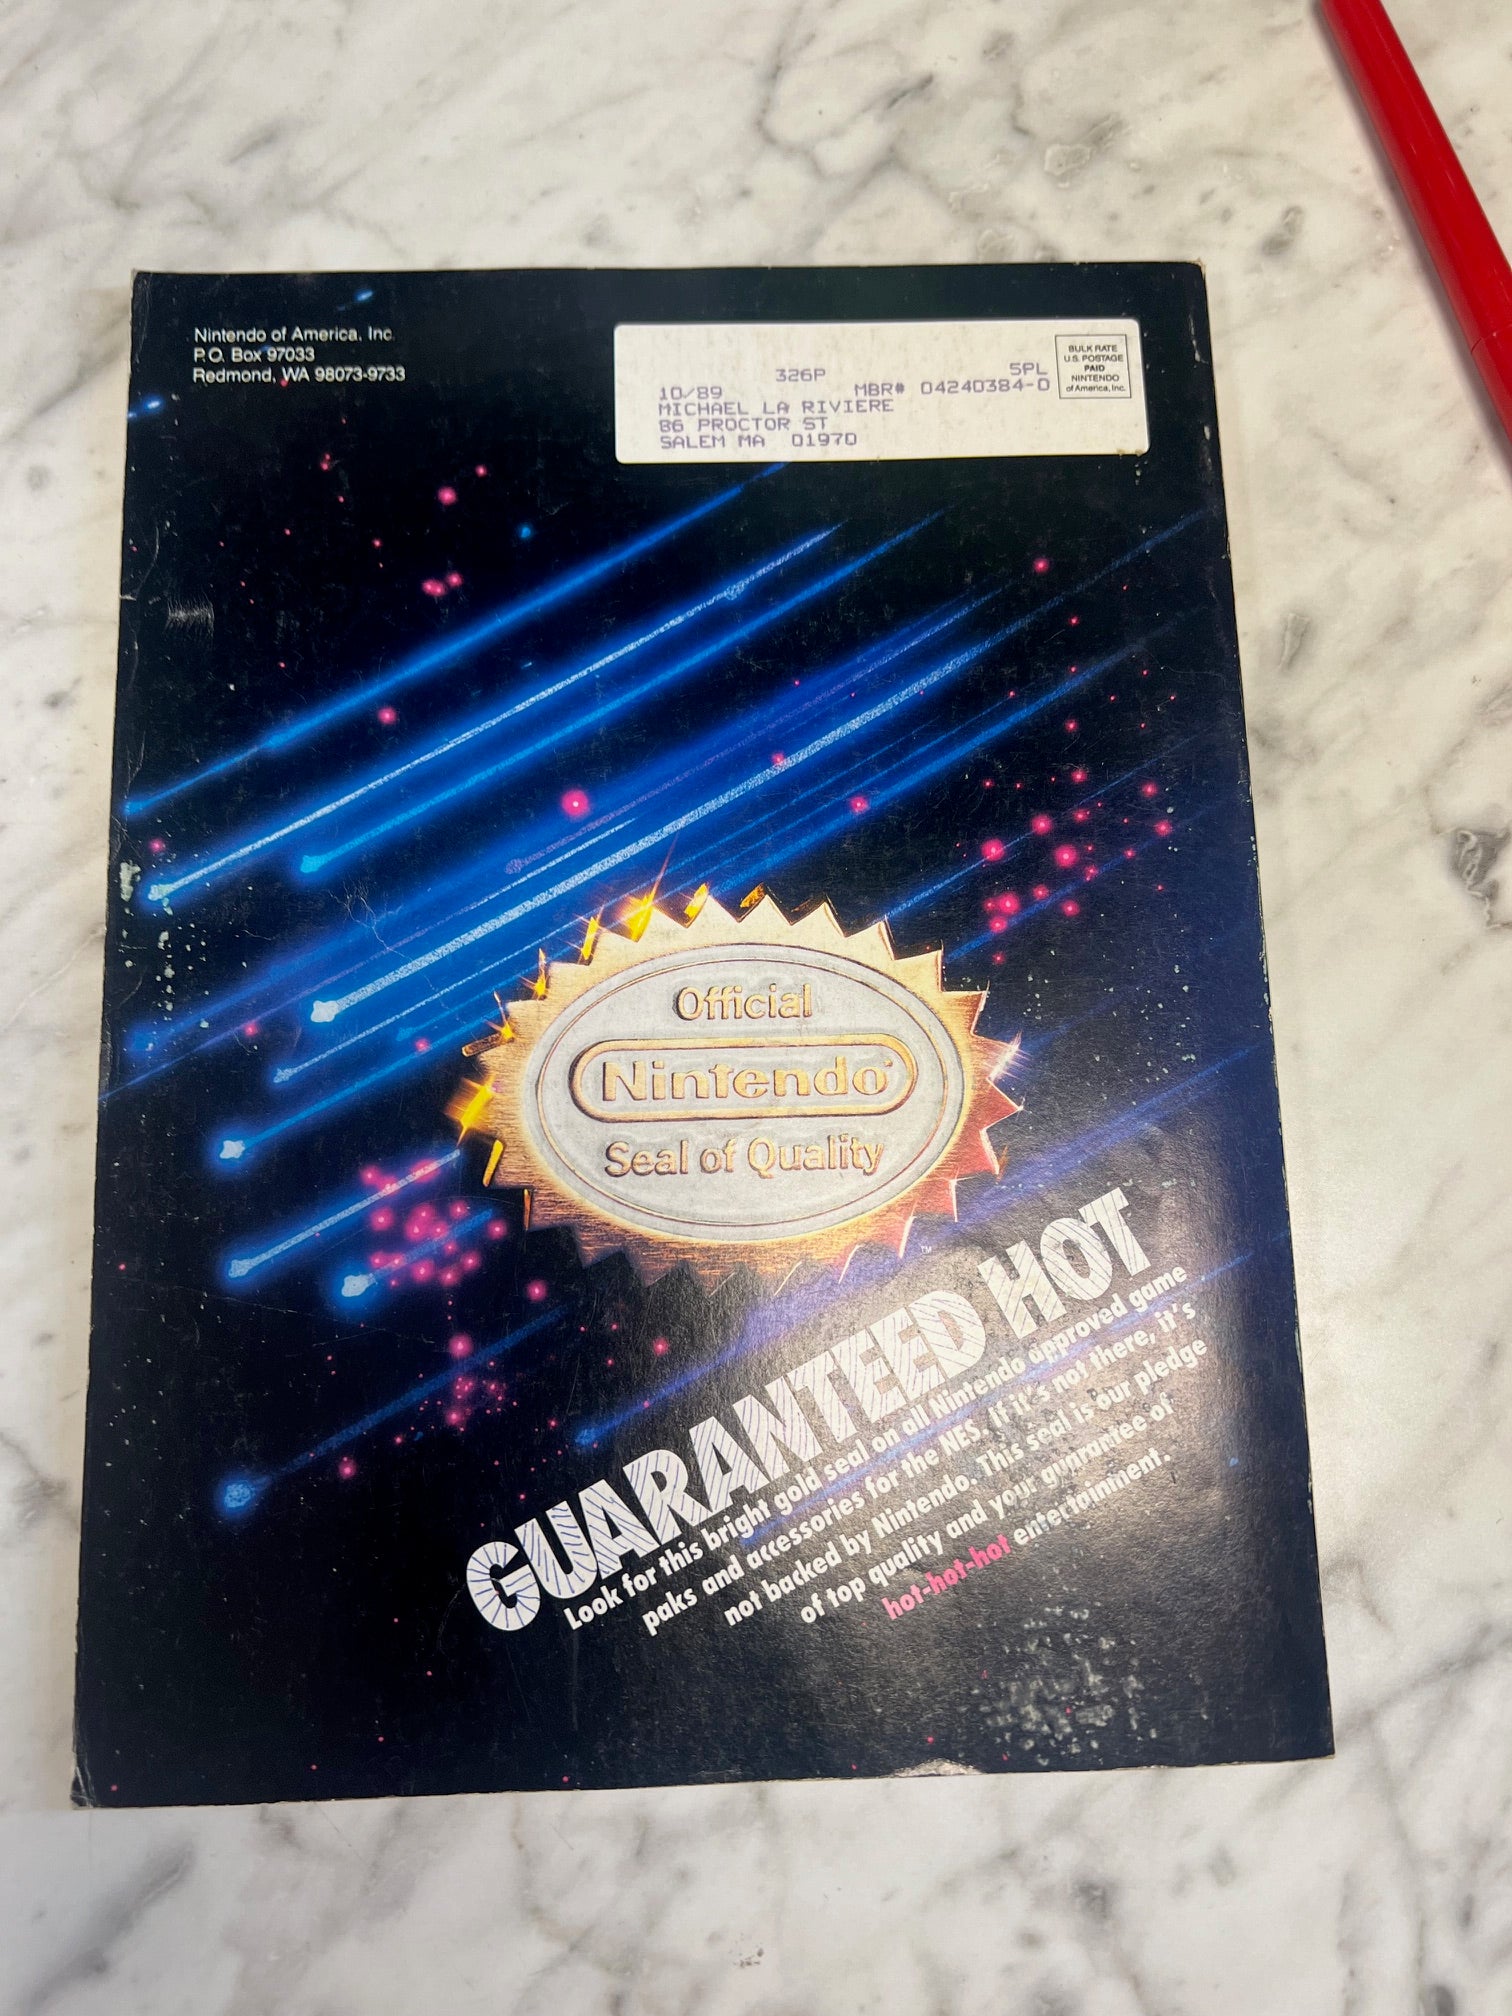 Nintendo of America, Inc.
P.O. Box 97033
Redmond, WA 98073-9733
326P SPL
10/89 MBR# 04240384-0
MICHAEL LA RIVIERE
86 PROCTOR ST
SALEM MA 01970
BULK RATE
U.S. POSTAGE
PAID
NINTENDO
of America, Inc.
Official
Nintendo
Seal of Quality
TM
GUARANTEED HOT
Look for this bright gold seal on all Nintendo approved game
paks and accessories for the NES. If it's not there, it's
not backed by Nintendo. This seal is our pledge
of top quality and your guarantee of
hot-hot-hot entertainment.